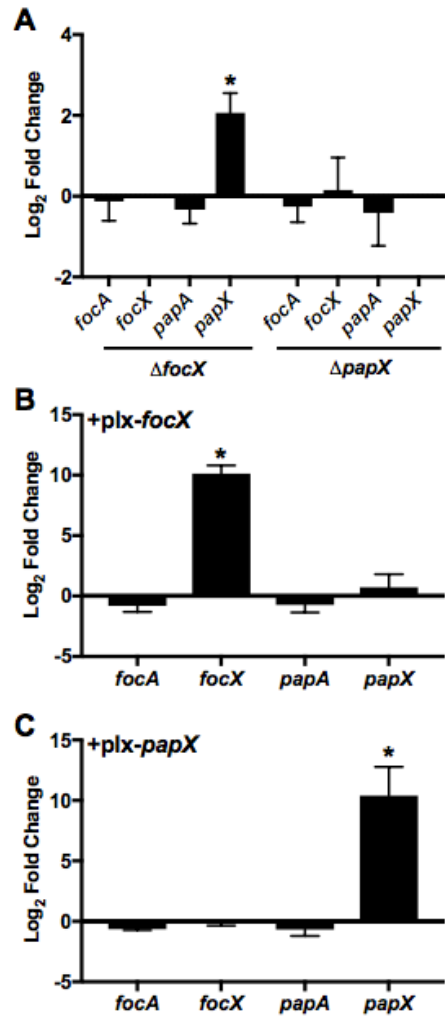 A
Log2 Fold Change
4
2
0
-2
*
focA
focX
papA
papX
focA
focX
papA
papX
ΔfocX
ΔpapX
B
+plx-focX
Log2 Fold Change
15
10
5
0
-5
*
focA
focX
papA
papX
C
+plx-papX
Log2 Fold Change
15
10
5
0
-5
*
focA
focX
papA
papX